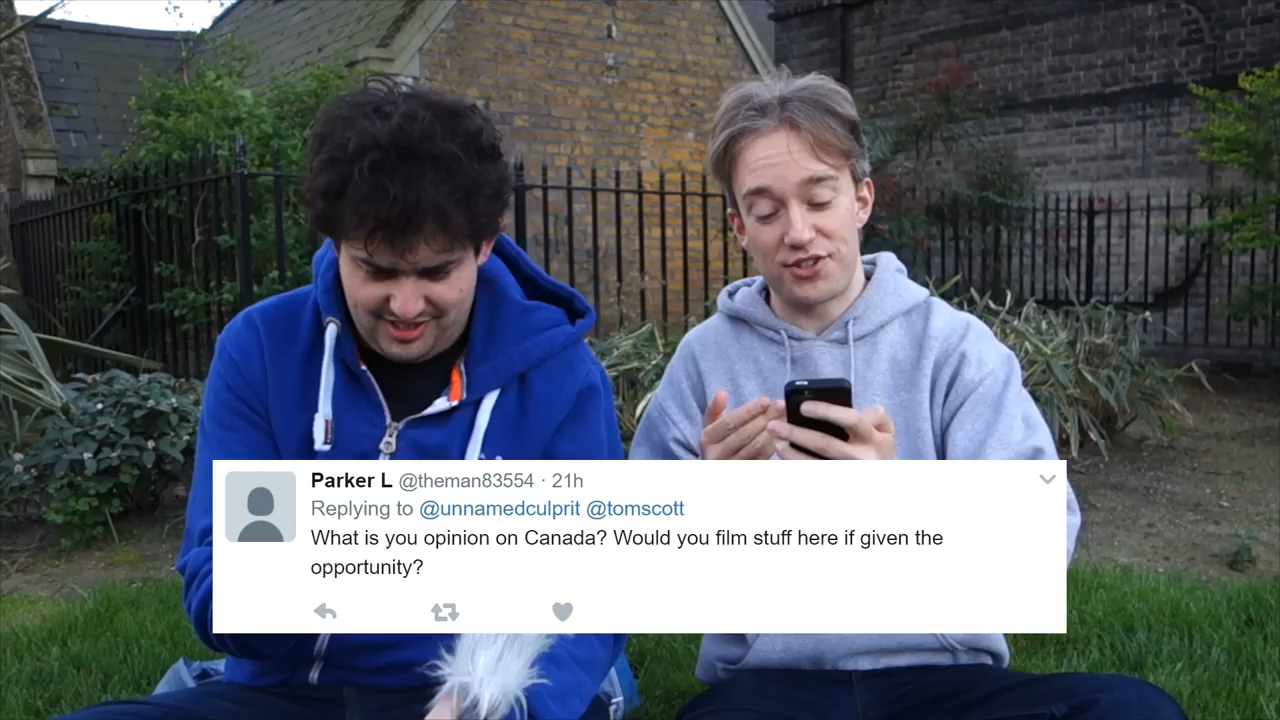 Parker L @theman83554 · 21h
Replying to @unnamedculprit @tomscott
What is you opinion on Canada? Would you film stuff here if given the
opportunity?